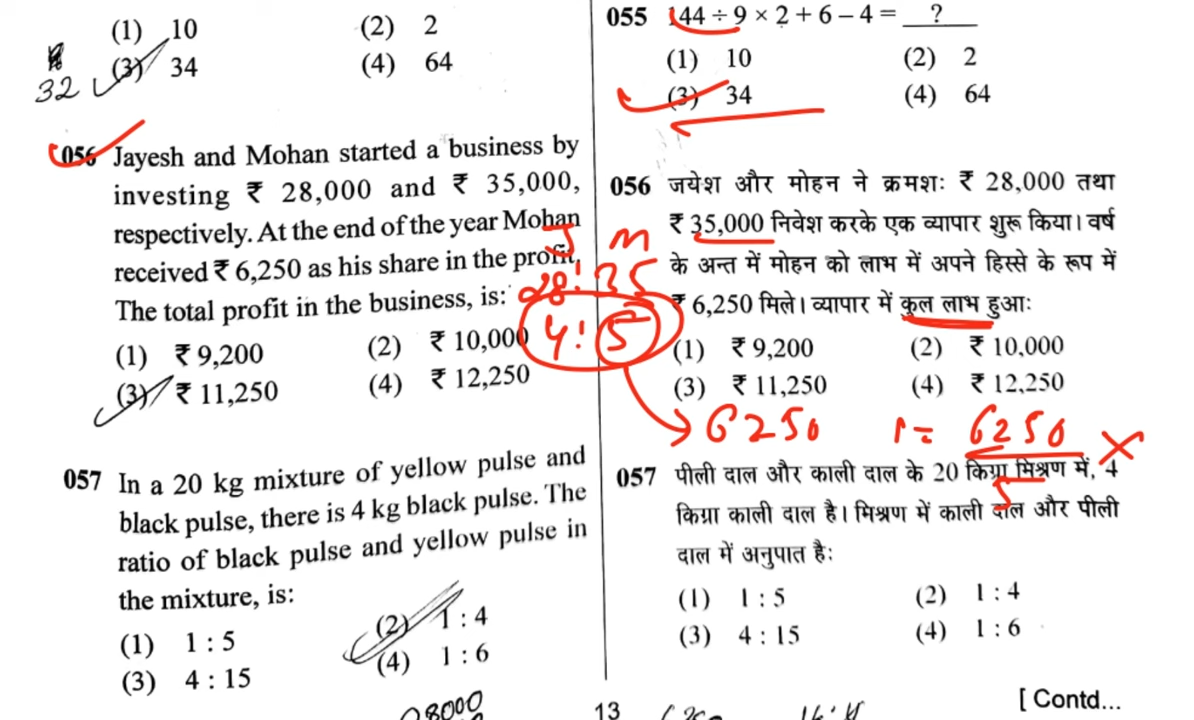 (1) 10 (2) 2
32 (3) 34 (4) 64
056 Jayesh and Mohan started a business by
investing ₹ 28,000 and ₹ 35,000,
respectively. At the end of the year Mohan
received ₹ 6,250 as his share in the profit.
The total profit in the business, is:
(1) ₹ 9,200 (2) ₹ 10,000
(3) ₹ 11,250 (4) ₹ 12,250
057 In a 20 kg mixture of yellow pulse and
black pulse, there is 4 kg black pulse. The
ratio of black pulse and yellow pulse in
the mixture, is:
(1) 1 : 5 (2) 1 : 4
(3) 4 : 15 (4) 1 : 6
J M
28 : 35
4 : 5
055 144 ÷ 9 × 2 + 6 – 4 = ?
(1) 10 (2) 2
(3) 34 (4) 64
056 जयेश और मोहन ने क्रमशः ₹ 28,000 तथा
₹ 35,000 निवेश करके एक व्यापार शुरू किया। वर्ष
के अन्त में मोहन को लाभ में अपने हिस्से के रूप में
₹ 6,250 मिले। व्यापार में कुल लाभ हुआः
(1) ₹ 9,200 (2) ₹ 10,000
(3) ₹ 11,250 (4) ₹ 12,250
6250 1 = 6250 ×
5
057 पीली दाल और काली दाल के 20 किग्रा मिश्रण में, 4
किग्रा काली दाल है। मिश्रण में काली दाल और पीली
दाल में अनुपात हैः
(1) 1 : 5 (2) 1 : 4
(3) 4 : 15 (4) 1 : 6
13 [ Contd...